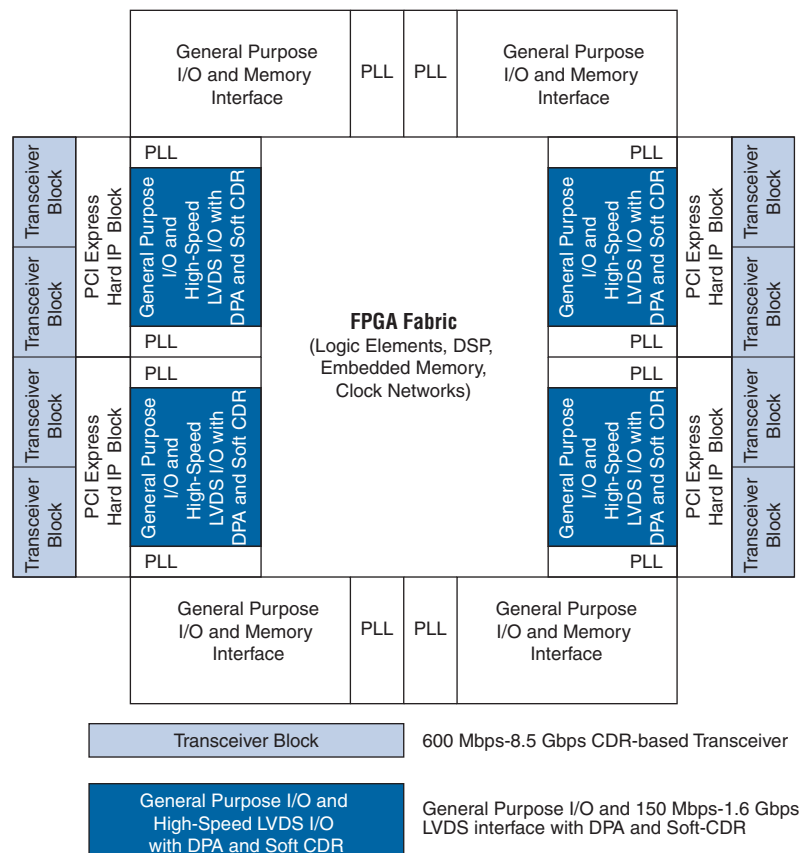 General Purpose
I/O and Memory
Interface
PLL
PLL
General Purpose
I/O and Memory
Interface
Transceiver
Block
Transceiver
Block
PCI Express
Hard IP Block
PLL
General Purpose
I/O and
High-Speed
LVDS I/O with
DPA and Soft CDR
PLL
PLL
General Purpose
I/O and
High-Speed
LVDS I/O with
DPA and Soft CDR
PLL
Transceiver
Block
Transceiver
Block
PCI Express
Hard IP Block
FPGA Fabric
(Logic Elements, DSP,
Embedded Memory,
Clock Networks)
PLL
General Purpose
I/O and
High-Speed
LVDS I/O with
DPA and Soft CDR
PLL
PLL
General Purpose
I/O and
High-Speed
LVDS I/O with
DPA and Soft CDR
PLL
PCI Express
Hard IP Block
Transceiver
Block
Transceiver
Block
PCI Express
Hard IP Block
Transceiver
Block
Transceiver
Block
General Purpose
I/O and Memory
Interface
PLL
PLL
General Purpose
I/O and Memory
Interface
Transceiver Block
600 Mbps-8.5 Gbps CDR-based Transceiver
General Purpose I/O and
High-Speed LVDS I/O
with DPA and Soft CDR
General Purpose I/O and 150 Mbps-1.6 Gbps
LVDS interface with DPA and Soft-CDR